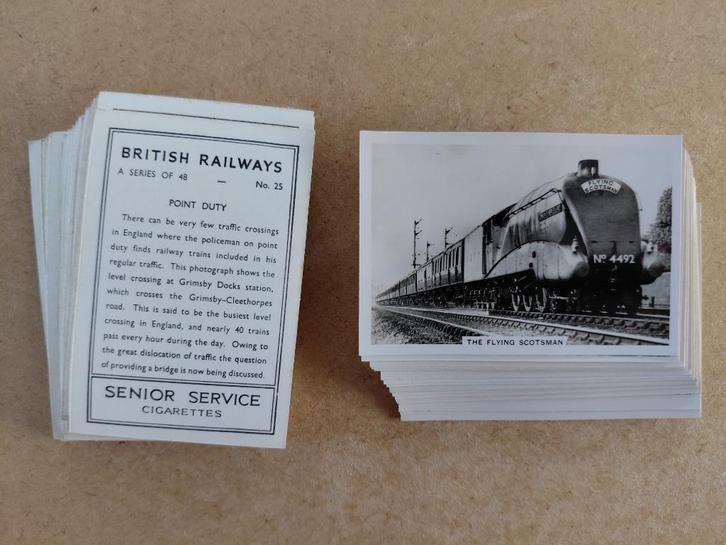 BRITISH RAILWAYS
A SERIES OF 48 — No. 25
POINT DUTY
There can be very few traffic crossings
in England where the policeman on point
duty finds railway trains included in his
regular traffic. This photograph shows the
level crossing at Grimsby Docks station,
which crosses the Grimsby-Cleethorpes
road. This is said to be the busiest level
crossing in England, and nearly 40 trains
pass every hour during the day. Owing to
the great dislocation of traffic the question
of providing a bridge is now being discussed.
SENIOR SERVICE
CIGARETTES
FLYING
SCOTSMAN
Nº 4492
THE FLYING SCOTSMAN